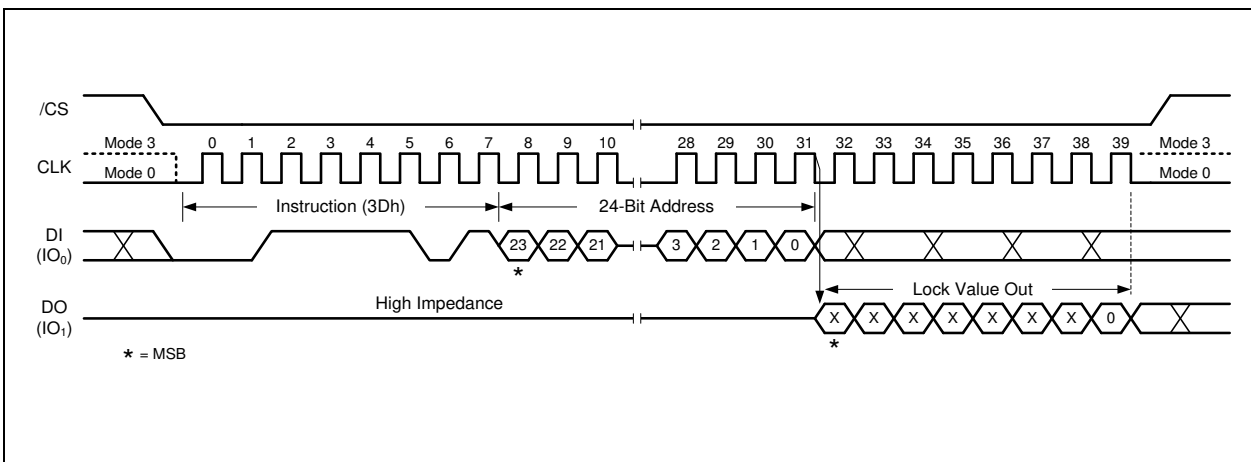 /CS
Mode 3 0 1 2 3 4 5 6 7 8 9 10 28 29 30 31 32 33 34 35 36 37 38 39 Mode 3
CLK
Mode 0 Mode 0
Instruction (3Dh) 24-Bit Address
DI
(IO₀)
23 22 21 3 2 1 0
*
High Impedance Lock Value Out
DO
(IO₁)
X X X X X X X 0
*
* = MSB